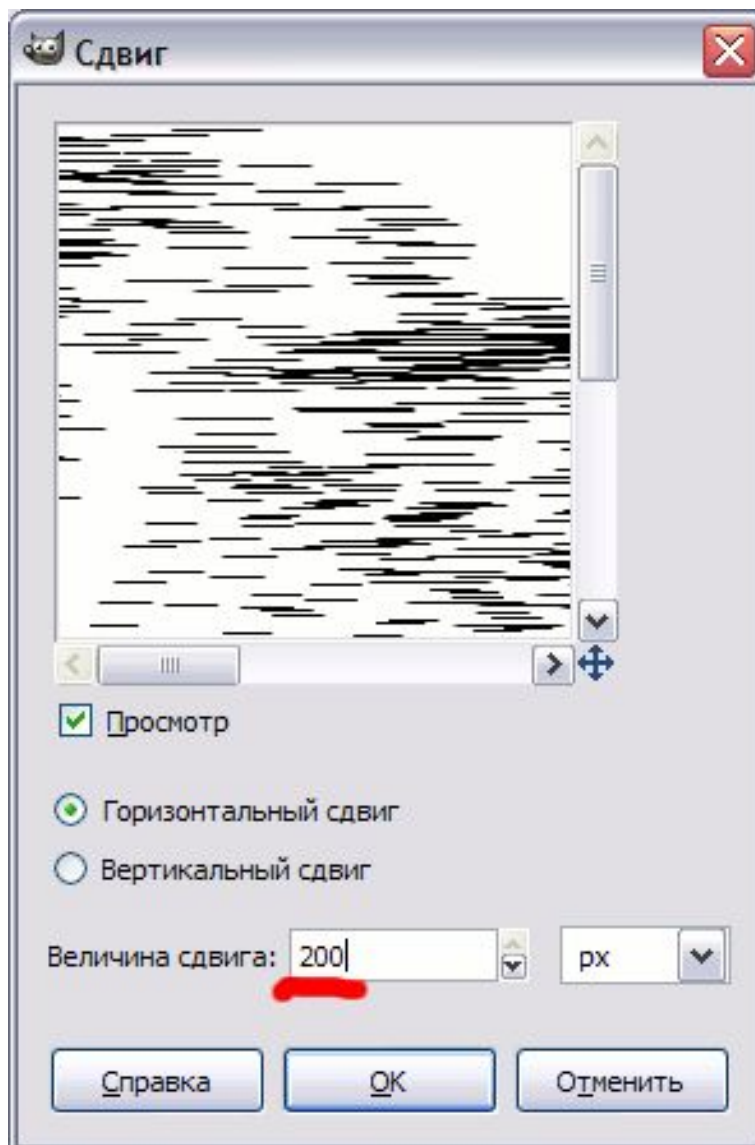 Сдвиг
Просмотр
Горизонтальный сдвиг
Вертикальный сдвиг
Величина сдвига: 200 px
Справка OK Отменить